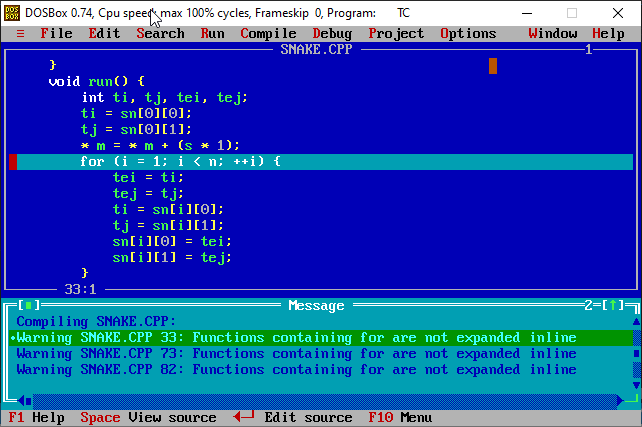 DOSBox 0.74, Cpu speed: max 100% cycles, Frameskip 0, Program: TC
≡ File Edit Search Run Compile Debug Project Options Window Help
SNAKE.CPP 1
}
void run() {
int ti, tj, tei, tej;
ti = sn[0][0];
tj = sn[0][1];
* m = * m + (s * 1);
for (i = 1; i < n; ++i) {
tei = ti;
tej = tj;
ti = sn[i][0];
tj = sn[i][1];
sn[i][0] = tei;
sn[i][1] = tej;
}
33:1
[■] Message 2=[↑]
Compiling SNAKE.CPP:
•Warning SNAKE.CPP 33: Functions containing for are not expanded inline
Warning SNAKE.CPP 73: Functions containing for are not expanded inline
Warning SNAKE.CPP 82: Functions containing for are not expanded inline
F1 Help Space View source ◄─┘ Edit source F10 Menu